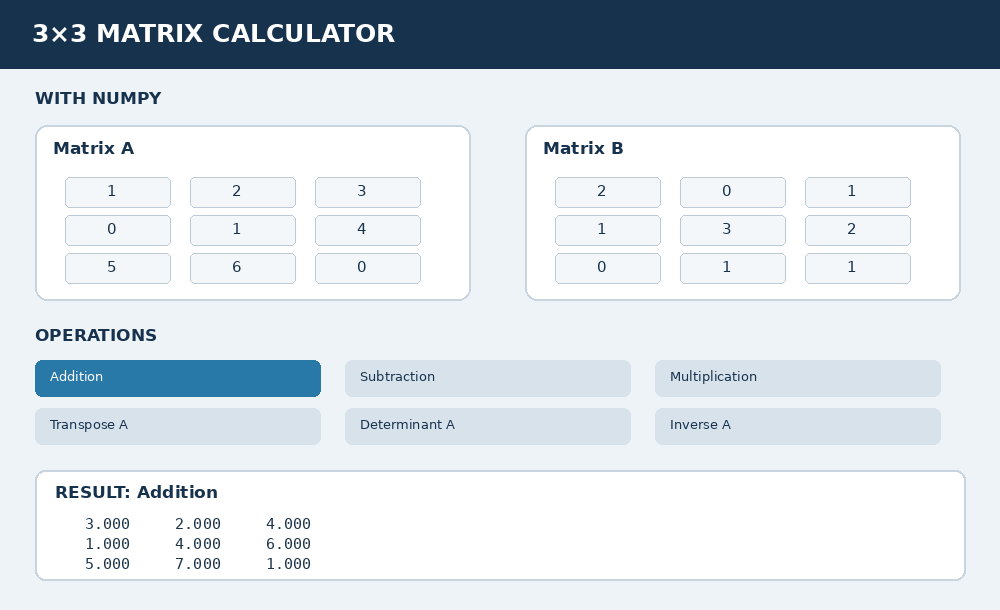 3×3 MATRIX CALCULATOR
WITH NUMPY
Matrix A
1 2 3
0 1 4
5 6 0
Matrix B
2 0 1
1 3 2
0 1 1
OPERATIONS
Addition Subtraction Multiplication
Transpose A Determinant A Inverse A
RESULT: Addition
3.000 2.000 4.000
1.000 4.000 6.000
5.000 7.000 1.000